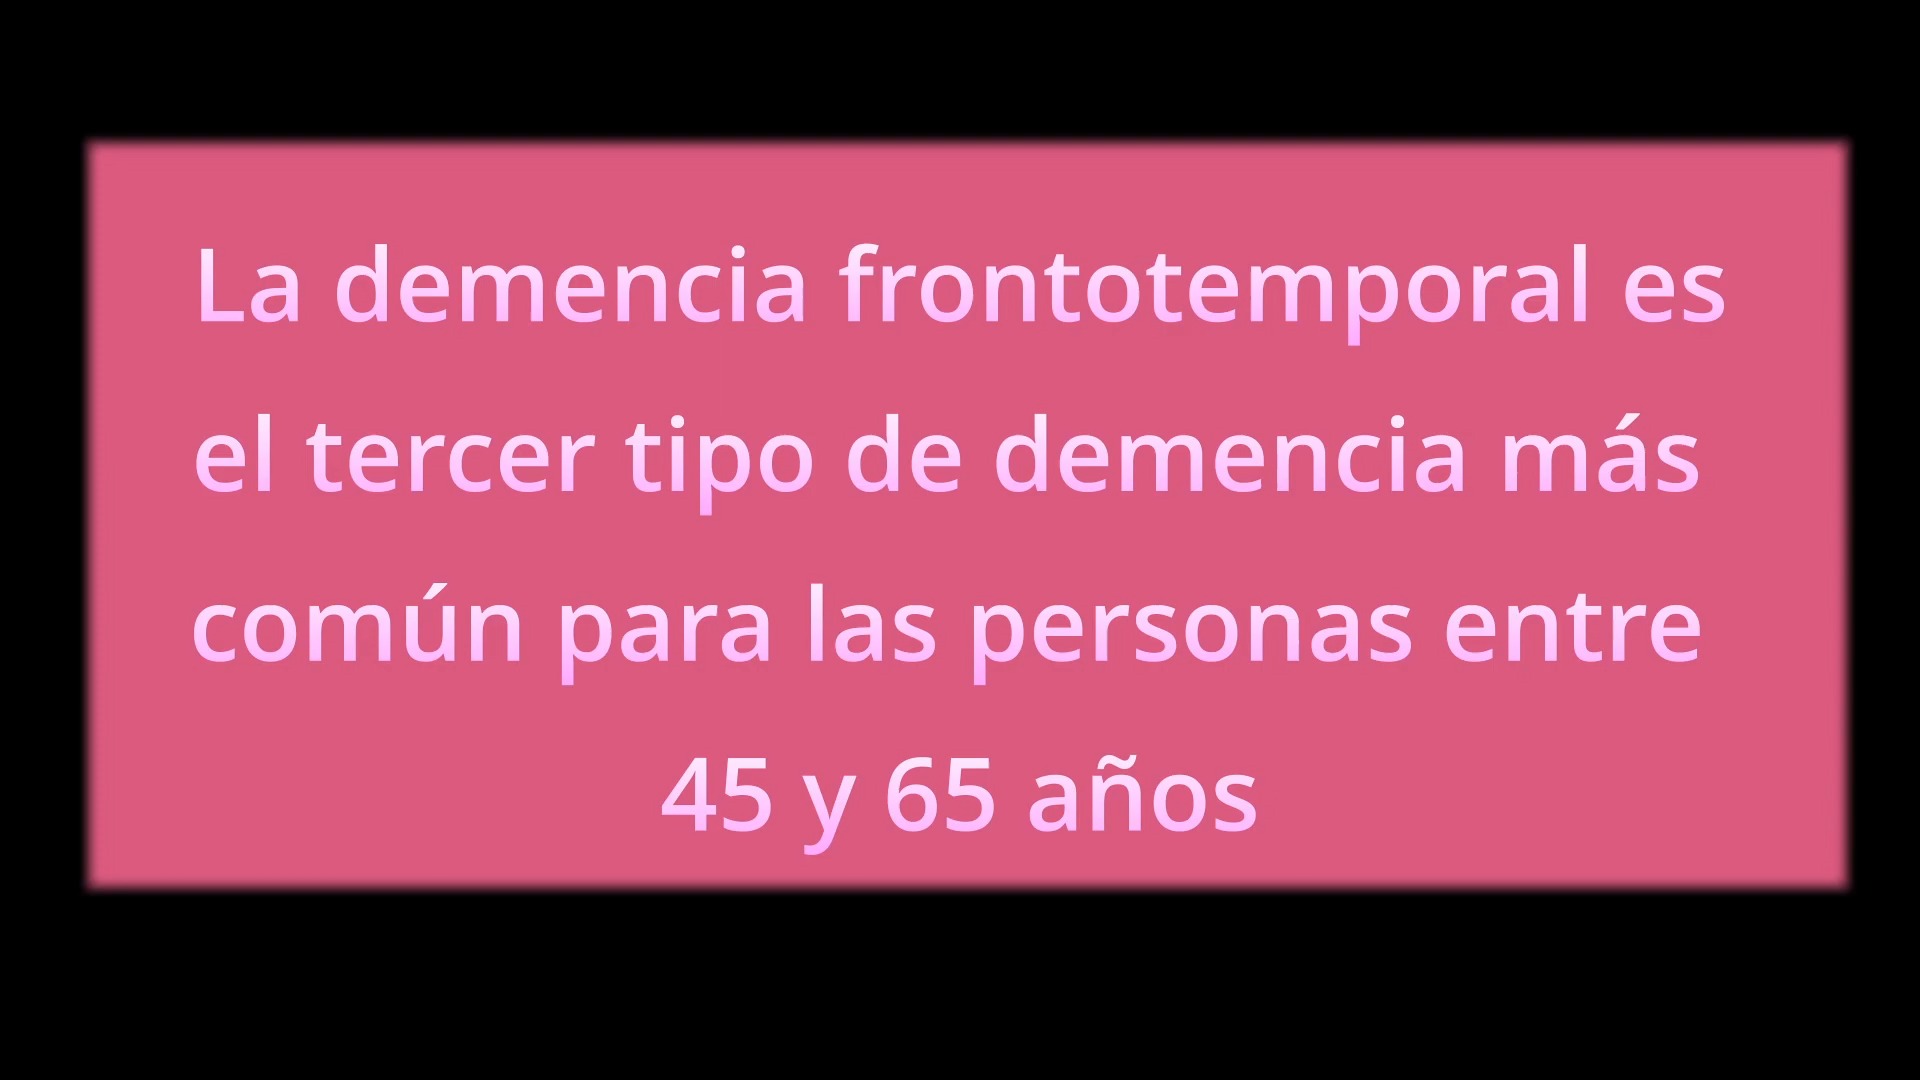 La demencia frontotemporal es
el tercer tipo de demencia más
común para las personas entre
45 y 65 años